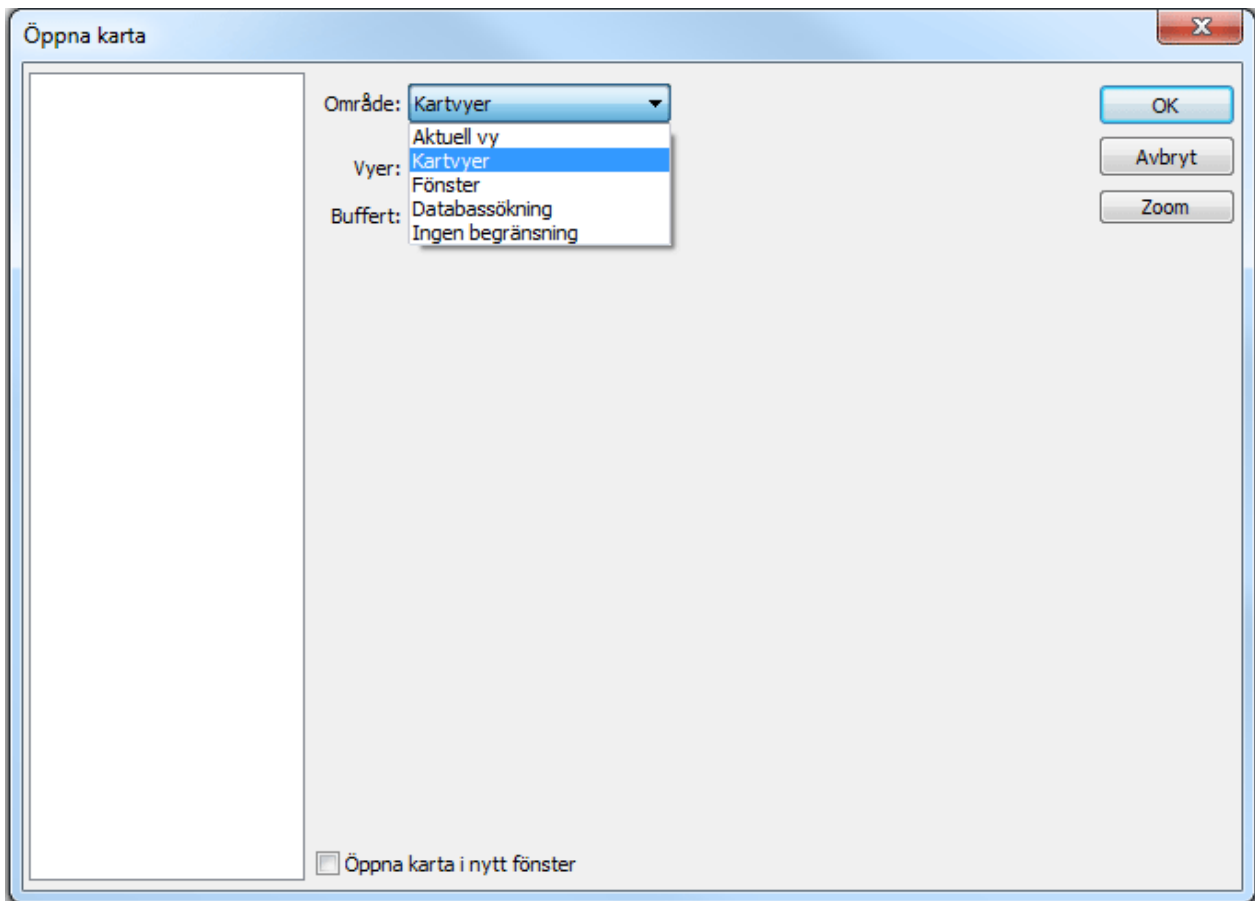 Öppna karta
Område: Kartvyer
OK
Aktuell vy
Vyer: Kartvyer
Avbryt
Fönster
Buffert: Databassökning
Zoom
Ingen begränsning
Öppna karta i nytt fönster